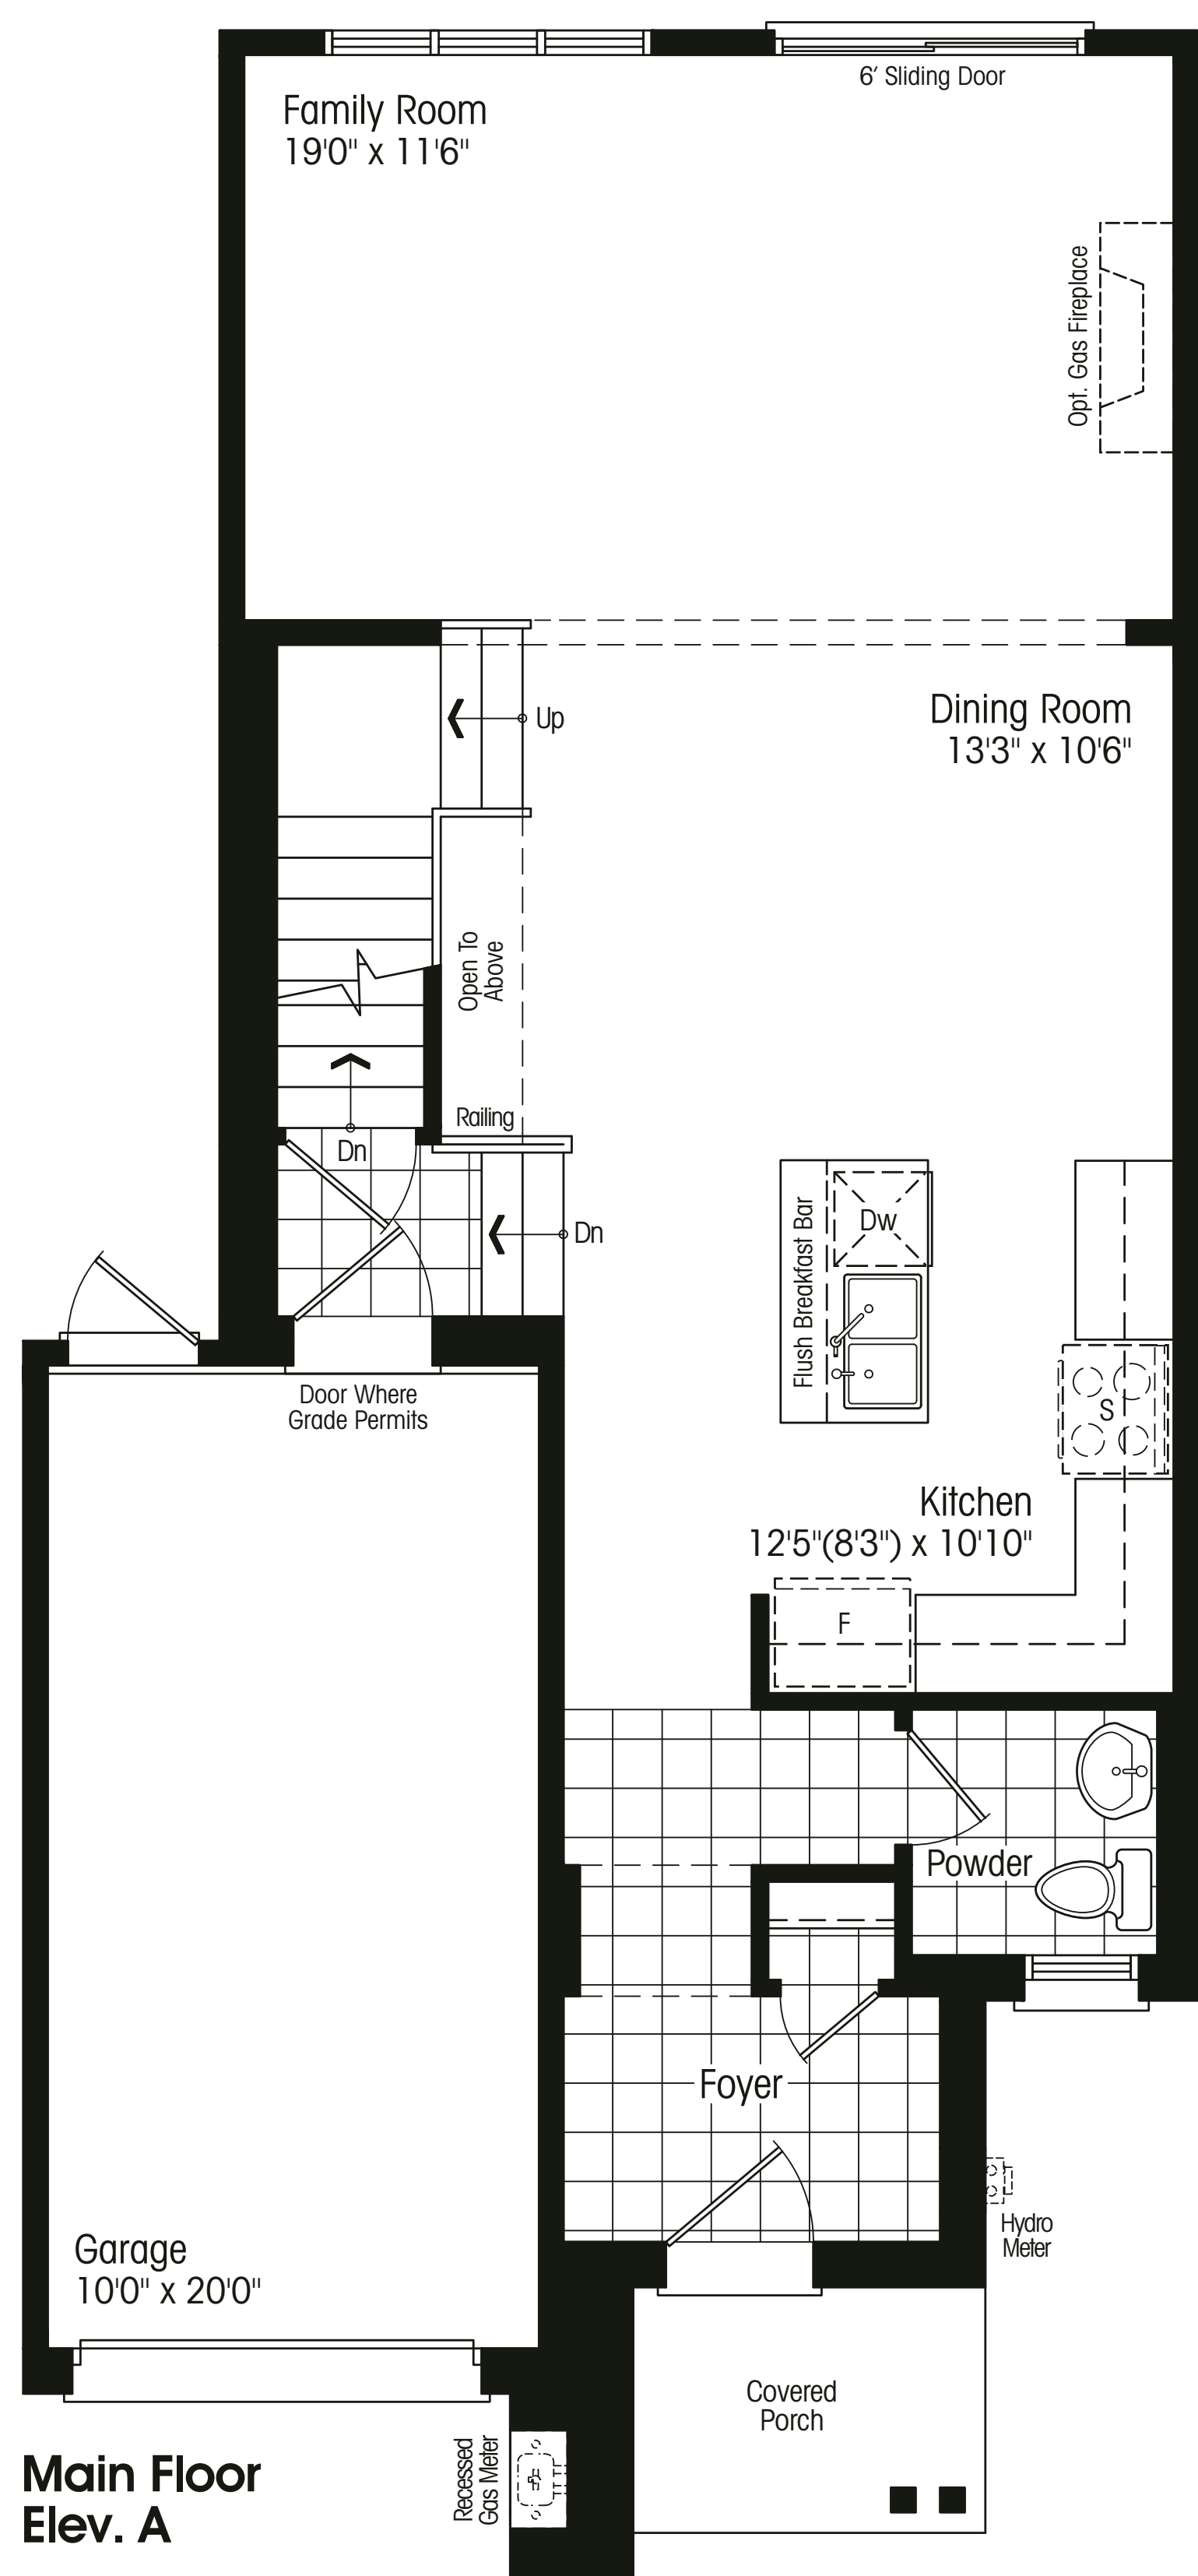 6' Sliding Door
Family Room
19'0" x 11'6"
Opt. Gas Fireplace
Up
Dining Room
13'3" x 10'6"
Open To
Above
Railing
Dn
Dn
Dw
Flush Breakfast Bar
Door Where
Grade Permits
S
Kitchen
12'5"(8'3") x 10'10"
F
Powder
Foyer
Hydro
Meter
Garage
10'0" x 20'0"
Covered
Porch
Recessed
Gas Meter
Main Floor
Elev. A